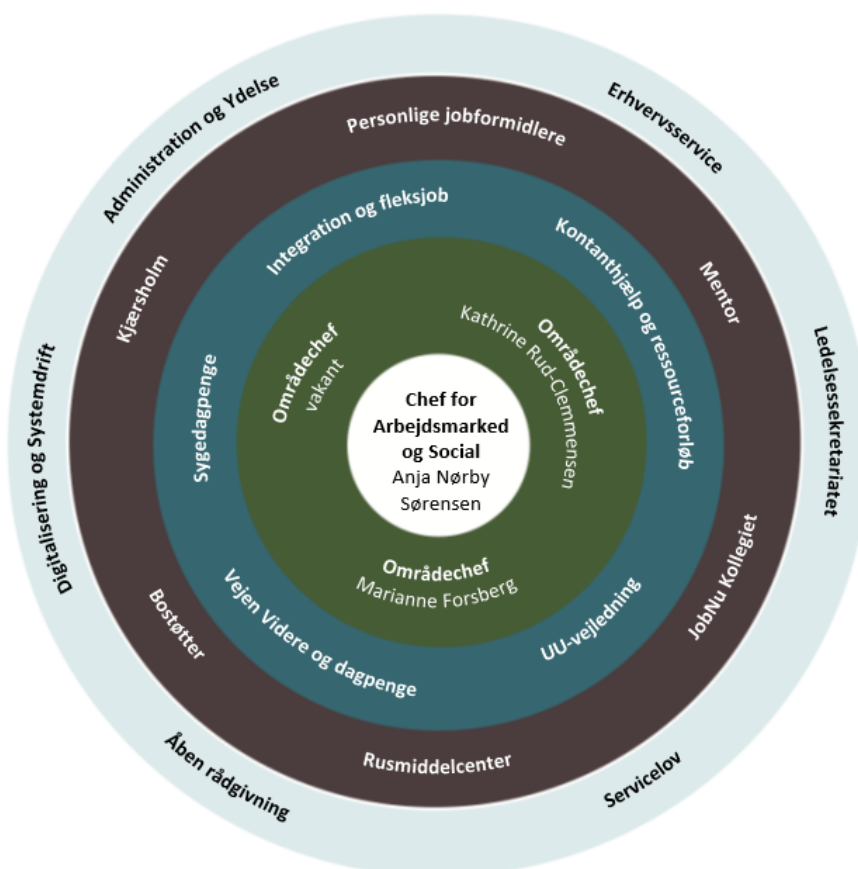 Chef for
Arbejdsmarked
og Social
Anja Nørby
Sørensen
Områdechef
vakant
Områdechef
Kathrine Rud-Clemmensen
Områdechef
Marianne Forsberg
Integration og fleksjob
Kontanthjælp og ressourceforløb
UU-vejledning
Vejen Videre og dagpenge
Sygedagpenge
Personlige jobformidlere
Mentor
JobNu Kollegiet
Rusmiddelcenter
Bostøtter
Kjærsholm
Administration og Ydelse
Erhvervsservice
Ledelsessekretariatet
Servicelov
Åben rådgivning
Digitalisering og Systemdrift